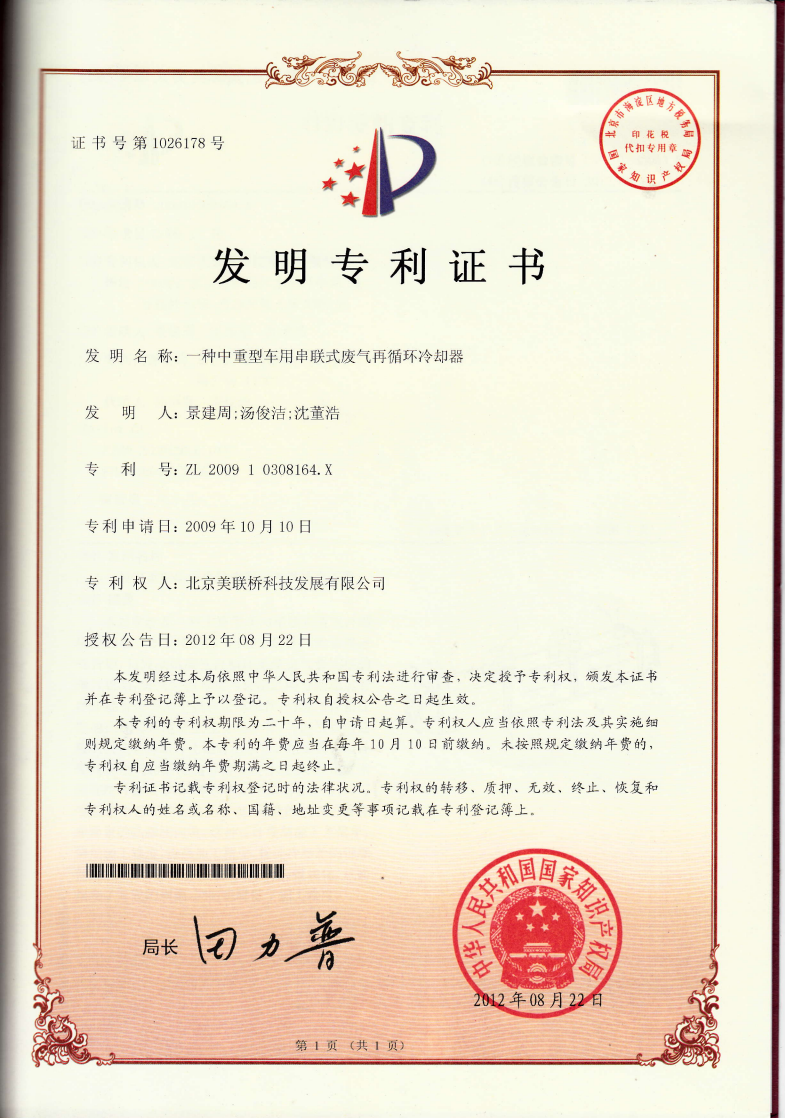 证书号第1026178号
北京市海淀区地方税务局
印花税
代扣专用章
国家知识产权局
发明专利证书
发明名称：一种中重型车用串联式废气再循环冷却器
发明人：景建周;汤俊洁;沈董浩
专利号：ZL 2009 1 0308164.X
专利申请日：2009年10月10日
专利权人：北京美联桥科技发展有限公司
授权公告日：2012年08月22日
本发明经过本局依照中华人民共和国专利法进行审查，决定授予专利权，颁发本证书
并在专利登记簿上予以登记。专利权自授权公告之日起生效。
本专利的专利权期限为二十年，自申请日起算。专利权人应当依照专利法及其实施细
则规定缴纳年费。本专利的年费应当在每年10月10日前缴纳。未按照规定缴纳年费的，
专利权自应当缴纳年费期满之日起终止。
专利证书记载专利权登记时的法律状况。专利权的转移、质押、无效、终止、恢复和
专利权人的姓名或名称、国籍、地址变更等事项记载在专利登记簿上。
局长 田力普
中华人民共和国国家知识产权局
2012年08月22日
第1页（共1页）